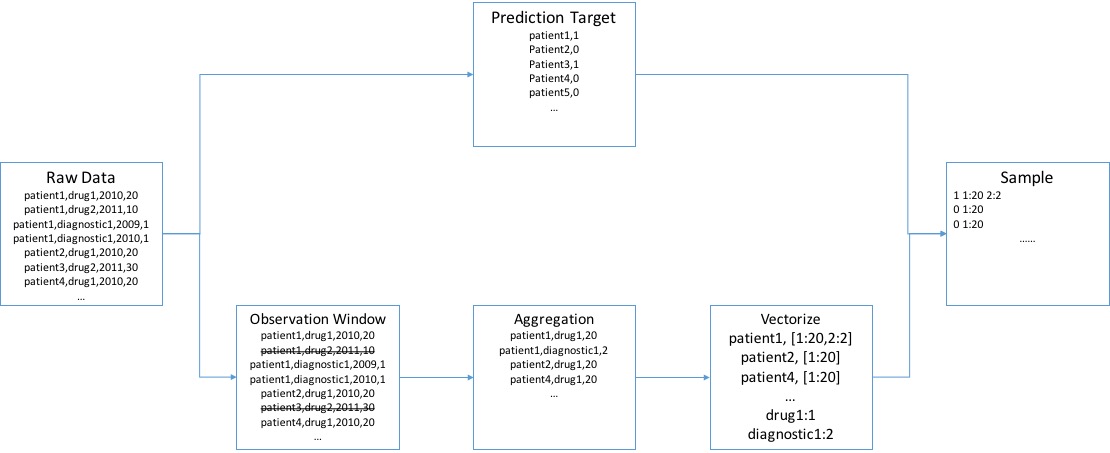 Prediction Target
patient1,1
Patient2,0
Patient3,1
Patient4,0
patient5,0
...
Raw Data
patient1,drug1,2010,20
patient1,drug2,2011,10
patient1,diagnostic1,2009,1
patient1,diagnostic1,2010,1
patient2,drug1,2010,20
patient3,drug2,2011,30
patient4,drug1,2010,20
...
Observation Window
patient1,drug1,2010,20
patient1,drug2,2011,10
patient1,diagnostic1,2009,1
patient1,diagnostic1,2010,1
patient2,drug1,2010,20
patient3,drug2,2011,30
patient4,drug1,2010,20
...
Aggregation
patient1,drug1,20
patient1,diagnostic1,2
patient2,drug1,20
patient4,drug1,20
...
Vectorize
patient1, [1:20,2:2]
patient2, [1:20]
patient4, [1:20]
...
drug1:1
diagnostic1:2
Sample
1 1:20 2:2
0 1:20
0 1:20
......